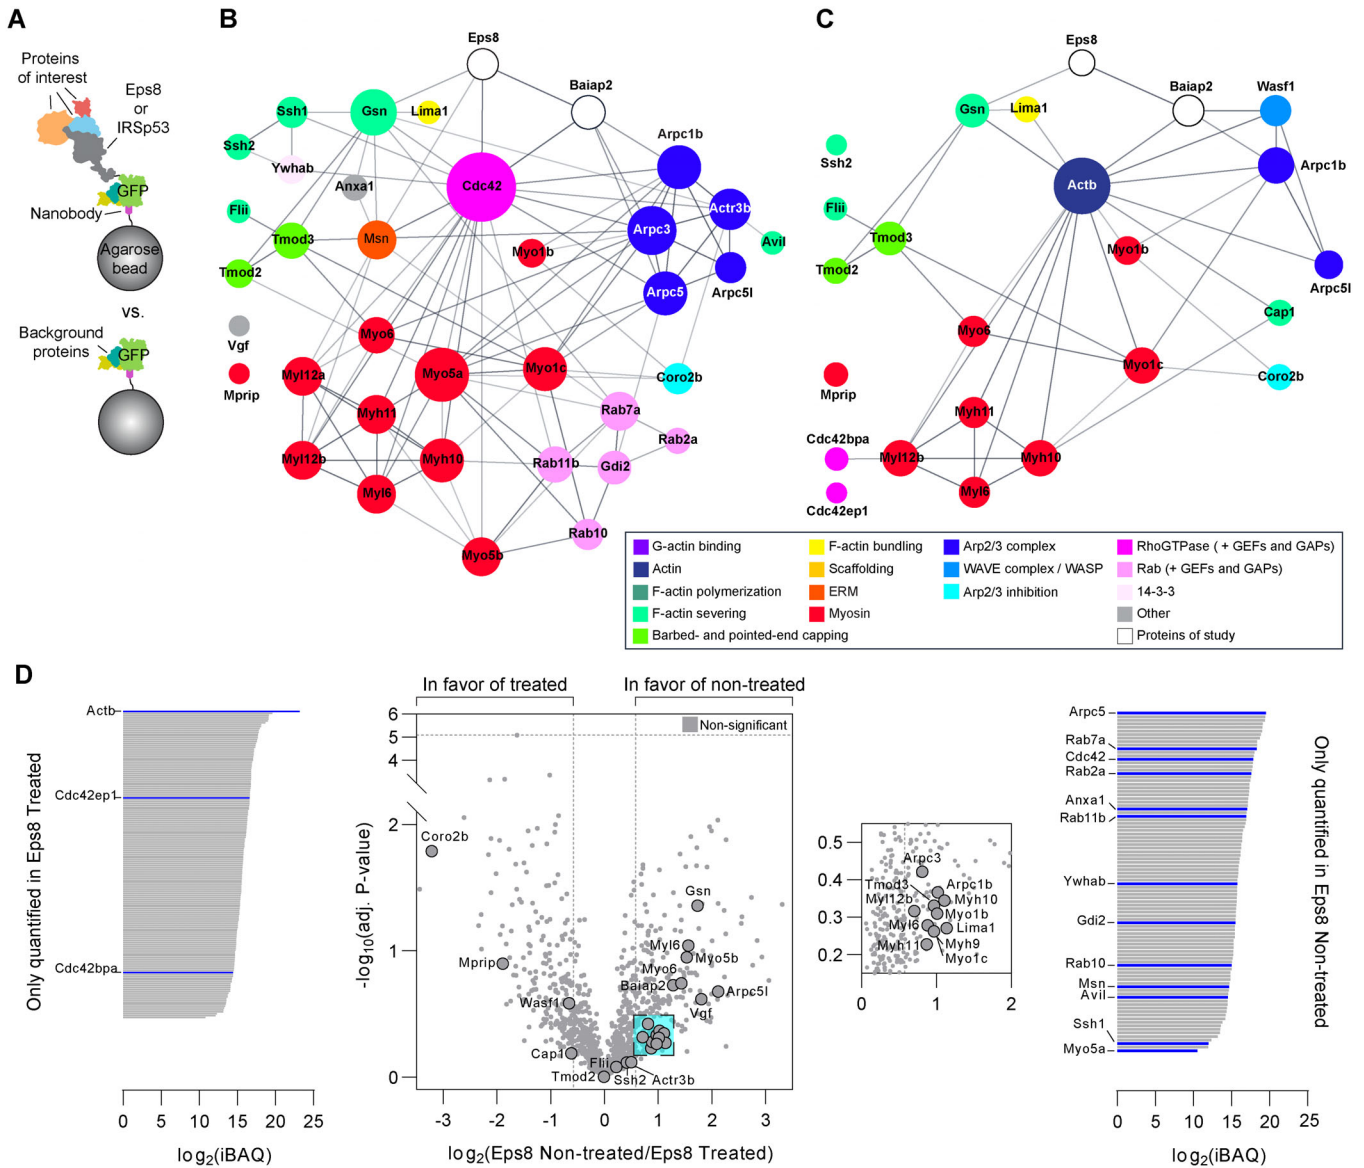 A
Proteins
of interest
Eps8
or
IRSp53
GFP
Nanobody
Agarose
bead
vs.
Background
proteins
GFP
B
Eps8
Baiap2
Ssh1
Gsn
Lima1
Arpc1b
Ssh2
Ywhab
Anxa1
Cdc42
Flii
Actr3b
Arpc3
Avil
Tmod3
Msn
Myo1b
Tmod2
Arpc5
Arpc5l
Vgf
Myo6
Mprip
Myl12a
Myo5a
Myo1c
Coro2b
Myh11
Rab7a
Rab2a
Myl12b
Myh10
Rab11b
Gdi2
Myl6
Rab10
Myo5b
C
Eps8
Baiap2
Wasf1
Gsn
Lima1
Ssh2
Arpc1b
Actb
Flii
Tmod3
Myo1b
Tmod2
Arpc5l
Cap1
Myo6
Mprip
Myo1c
Coro2b
Myh11
Cdc42bpa
Myl12b
Myh10
Myl6
Cdc42ep1
G-actin binding
Actin
F-actin polymerization
F-actin severing
Barbed- and pointed-end capping
F-actin bundling
Scaffolding
ERM
Myosin
Arp2/3 complex
WAVE complex / WASP
Arp2/3 inhibition
RhoGTPase ( + GEFs and GAPs)
Rab (+ GEFs and GAPs)
14-3-3
Other
Proteins of study
D
Only quantified in Eps8 Treated
Actb
Cdc42ep1
Cdc42bpa
0 5 10 15 20 25
log2(iBAQ)
In favor of treated
In favor of non-treated
Non-significant
-log10(adj. P-value)
6
5
4
2
1
0
Coro2b
Gsn
Myl6
Mprip
Myo5b
Myo6
Baiap2
Arpc5l
Wasf1
Vgf
Cap1
Flii
Tmod2
Ssh2
Actr3b
-3 -2 -1 0 1 2 3
log2(Eps8 Non-treated/Eps8 Treated)
0.5
0.4
0.3
0.2
Arpc3
Tmod3
Arpc1b
Myl12b
Myh10
Myo1b
Myl6
Lima1
Myh11
Myh9
Myo1c
0 1 2
Arpc5
Rab7a
Cdc42
Rab2a
Anxa1
Rab11b
Ywhab
Gdi2
Rab10
Msn
Avil
Ssh1
Myo5a
0 5 10 15 20 25
log2(iBAQ)
Only quantified in Eps8 Non-treated